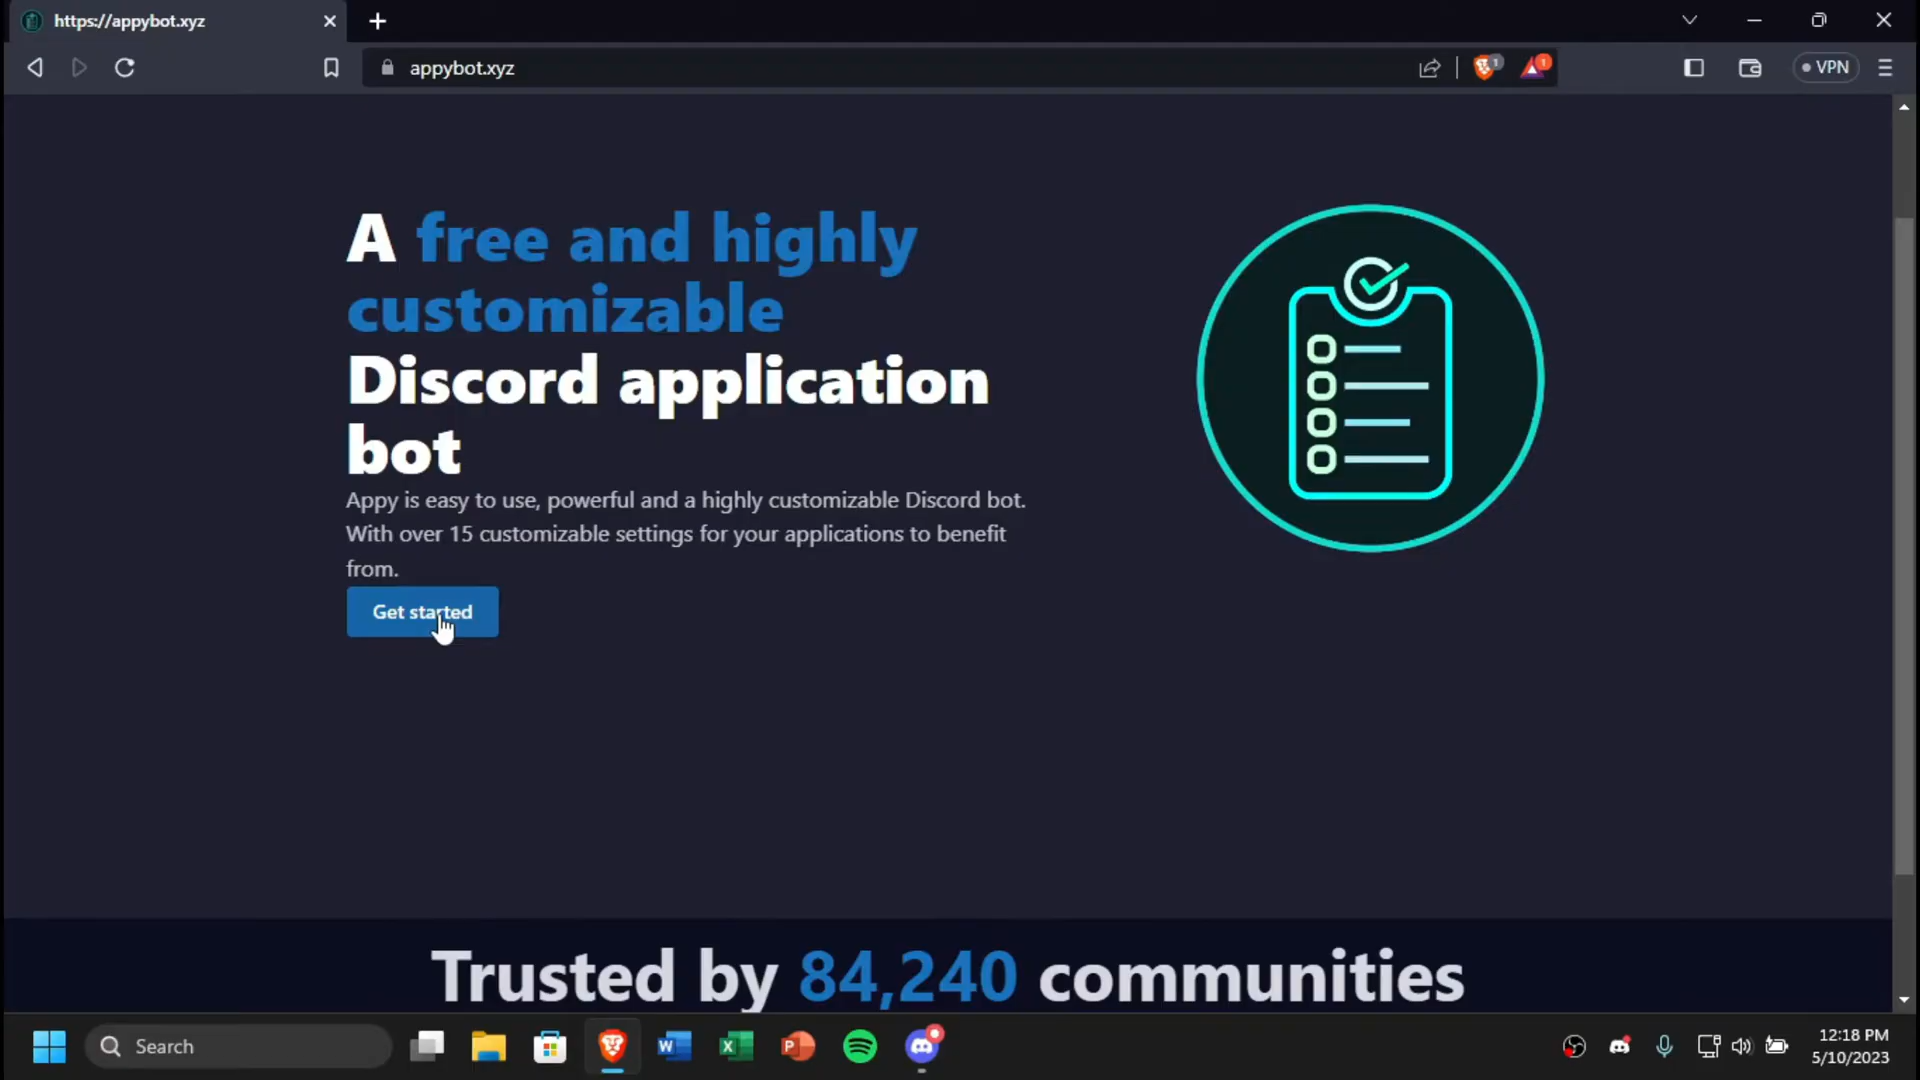 https://appybot.xyz
appybot.xyz
1
1
VPN
A free and highly
customizable
Discord application
bot
Appy is easy to use, powerful and a highly customizable Discord bot.
With over 15 customizable settings for your applications to benefit
from.
Get started
Trusted by 84,240 communities
Search
W
X
P
12:18 PM
5/10/2023